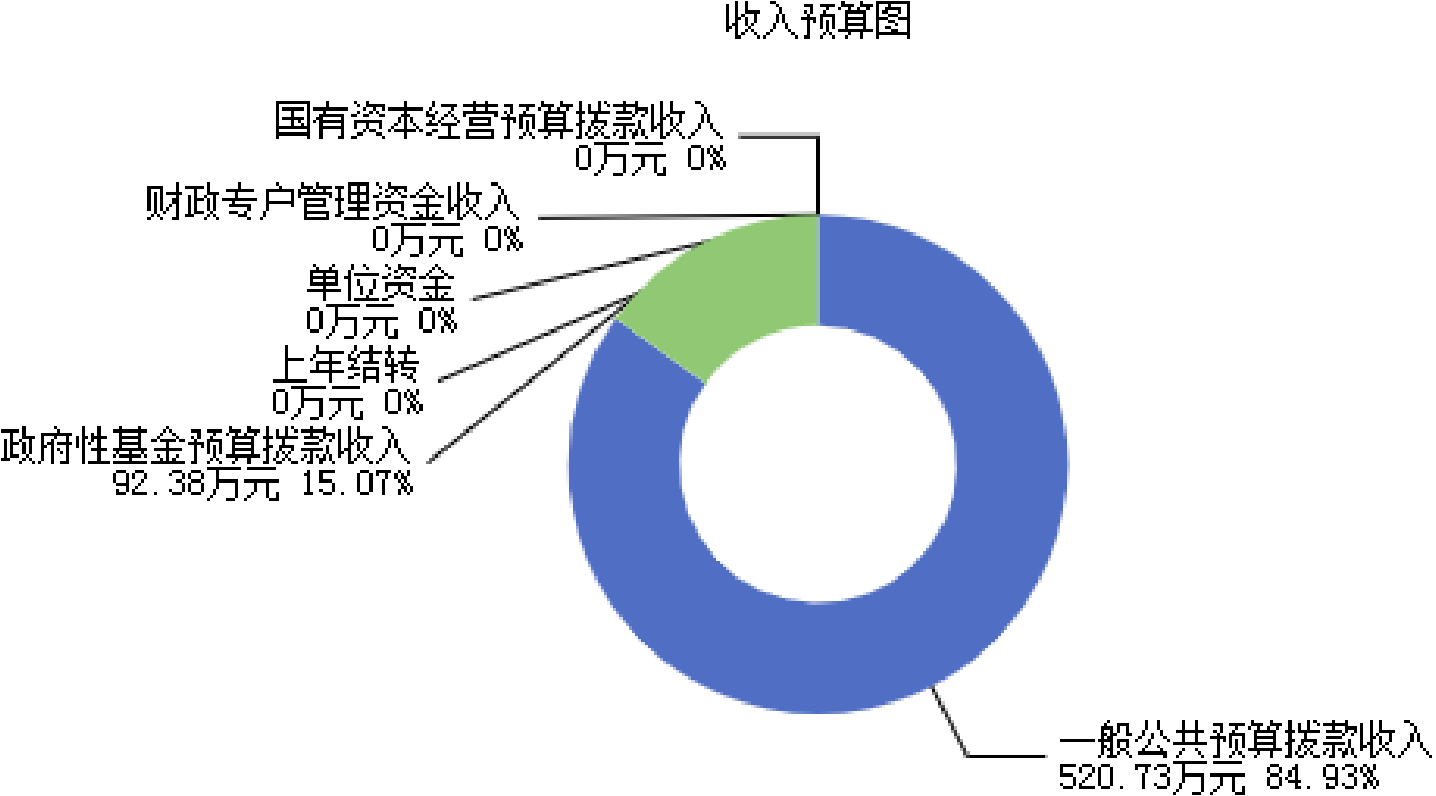 收入预算图
国有资本经营预算拨款收入
0万元 0%
财政专户管理资金收入
0万元 0%
单位资金
0万元 0%
上年结转
0万元 0%
政府性基金预算拨款收入
92.38万元 15.07%
一般公共预算拨款收入
520.73万元 84.93%